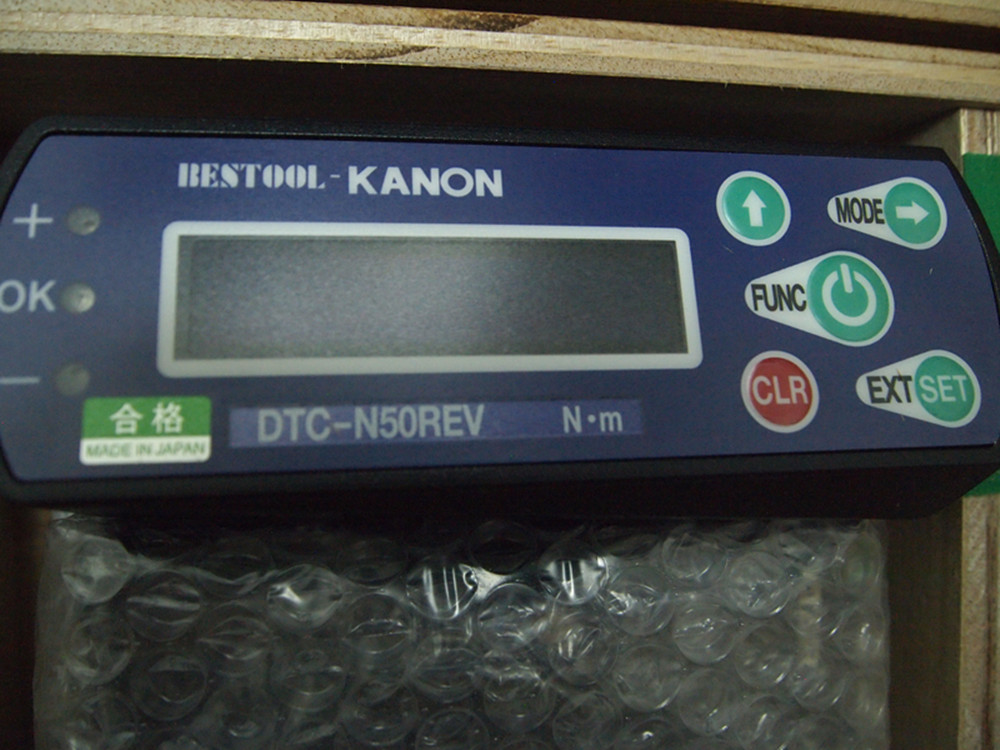 BESTOOL-KANON
+
OK
−
MODE
FUNC
CLR
EXT SET
合格
MADE IN JAPAN
DTC-N50REV N·m